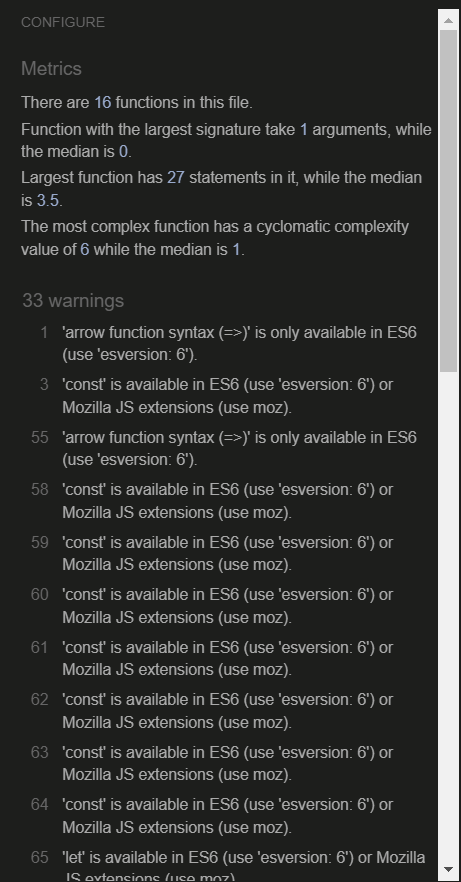 CONFIGURE
Metrics
There are 16 functions in this file.
Function with the largest signature take 1 arguments, while
the median is 0.
Largest function has 27 statements in it, while the median
is 3.5.
The most complex function has a cyclomatic complexity
value of 6 while the median is 1.
33 warnings
1 'arrow function syntax (=>)' is only available in ES6
(use 'esversion: 6').
3 'const' is available in ES6 (use 'esversion: 6') or
Mozilla JS extensions (use moz).
55 'arrow function syntax (=>)' is only available in ES6
(use 'esversion: 6').
58 'const' is available in ES6 (use 'esversion: 6') or
Mozilla JS extensions (use moz).
59 'const' is available in ES6 (use 'esversion: 6') or
Mozilla JS extensions (use moz).
60 'const' is available in ES6 (use 'esversion: 6') or
Mozilla JS extensions (use moz).
61 'const' is available in ES6 (use 'esversion: 6') or
Mozilla JS extensions (use moz).
62 'const' is available in ES6 (use 'esversion: 6') or
Mozilla JS extensions (use moz).
63 'const' is available in ES6 (use 'esversion: 6') or
Mozilla JS extensions (use moz).
64 'const' is available in ES6 (use 'esversion: 6') or
Mozilla JS extensions (use moz).
65 'let' is available in ES6 (use 'esversion: 6') or Mozilla
JS extensions (use moz)